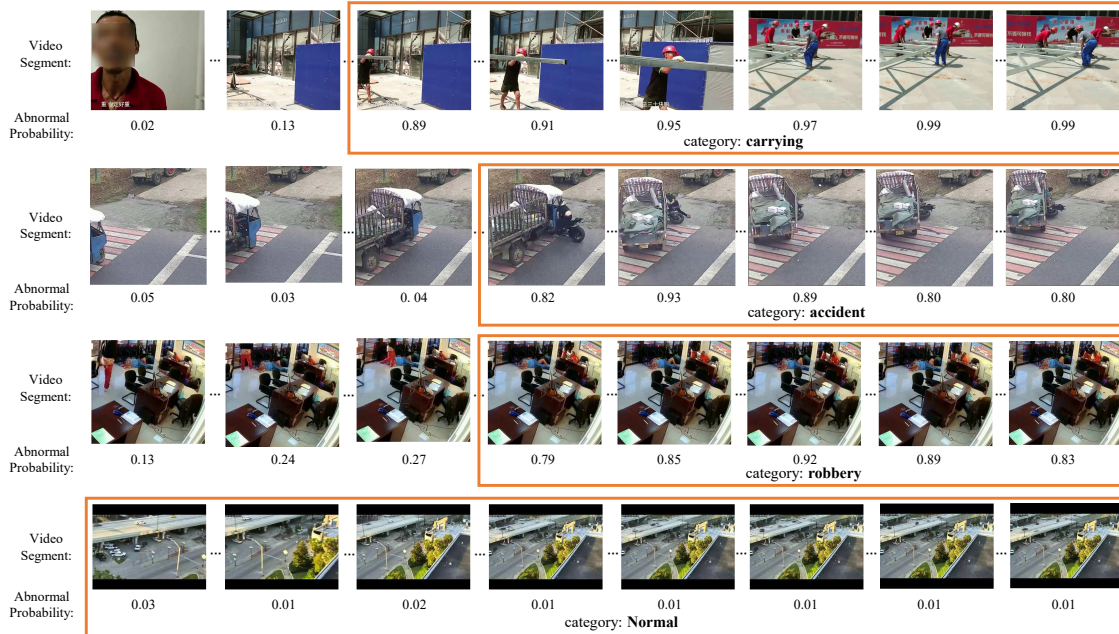 Video
Segment:
... ... ... ... ... ... ...
Abnormal
Probability:
0.02 0.13 0.89 0.91 0.95 0.97 0.99 0.99
category: carrying
Video
Segment:
... ... ... ... ... ... ...
Abnormal
Probability:
0.05 0.03 0. 04 0.82 0.93 0.89 0.80 0.80
category: accident
Video
Segment:
... ... ... ... ... ... ...
Abnormal
Probability:
0.13 0.24 0.27 0.79 0.85 0.92 0.89 0.83
category: robbery
Video
Segment:
... ... ... ... ... ... ...
Abnormal
Probability:
0.03 0.01 0.02 0.01 0.01 0.01 0.01 0.01
category: Normal